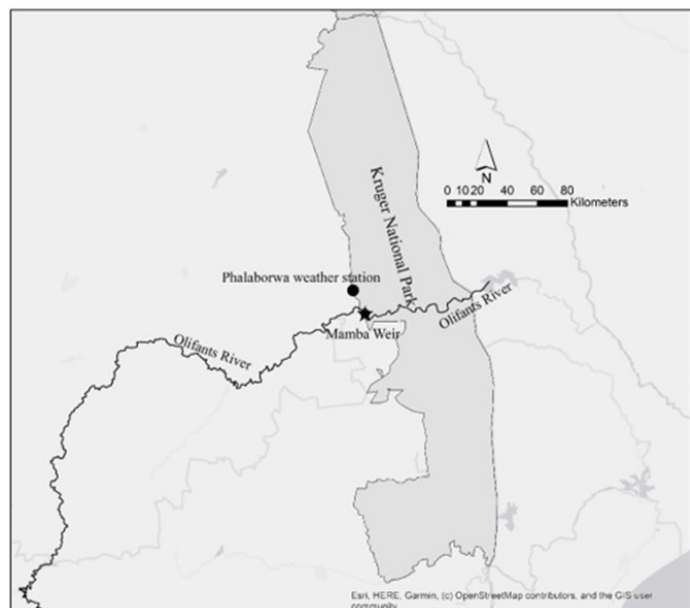 Kruger National Park
N
0 10 20 40 60 80
Kilometers
Phalaborwa weather station
Olifants River
Mamba Weir
Olifants River
Esri, HERE, Garmin, (c) OpenStreetMap contributors, and the GIS user
community